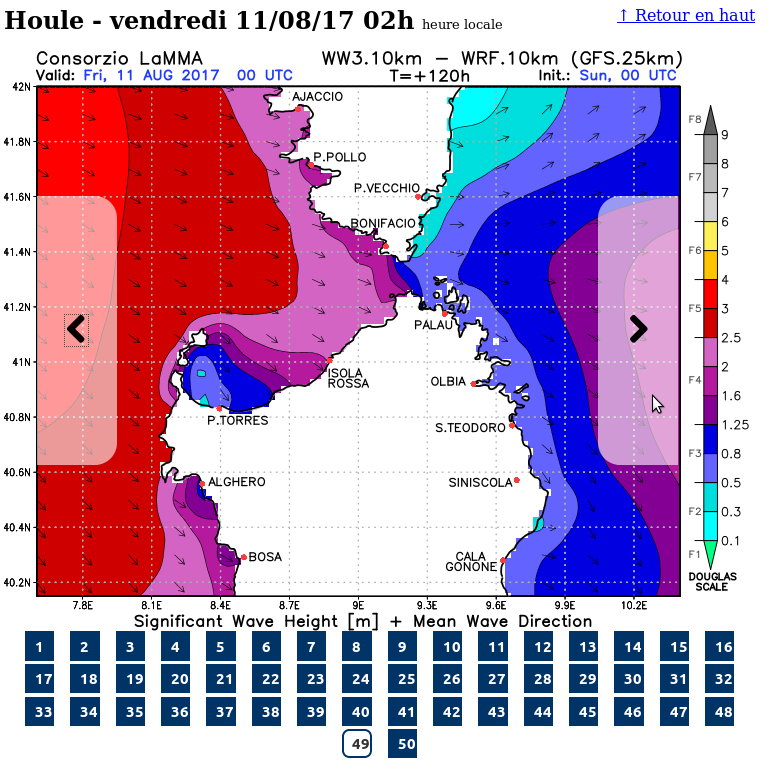 Houle - vendredi 11/08/17 02h heure locale
↑ Retour en haut
Consorzio LaMMA WW3.10km – WRF.10km (GFS.25km)
Valid: Fri, 11 AUG 2017 00 UTC T=+120h Init.: Sun, 00 UTC
42N
41.8N
41.6N
41.4N
41.2N
41N
40.8N
40.6N
40.4N
40.2N
AJACCIO
P.POLLO
P.VECCHIO
BONIFACIO
PALAU
ISOLA
ROSSA
OLBIA
P.TORRES
S.TEODORO
ALGHERO
SINISCOLA
BOSA
CALA
GONONE
7.8E 8.1E 8.4E 8.7E 9E 9.3E 9.6E 9.9E 10.2E
F8
9
8
F7
7
6
F6
5
4
F5
3
2.5
F4
2
1.6
1.25
F3
0.8
0.5
F2
0.3
0.1
F1
DOUGLAS
SCALE
Significant Wave Height [m] + Mean Wave Direction
1 2 3 4 5 6 7 8 9 10 11 12 13 14 15 16
17 18 19 20 21 22 23 24 25 26 27 28 29 30 31 32
33 34 35 36 37 38 39 40 41 42 43 44 45 46 47 48
49 50